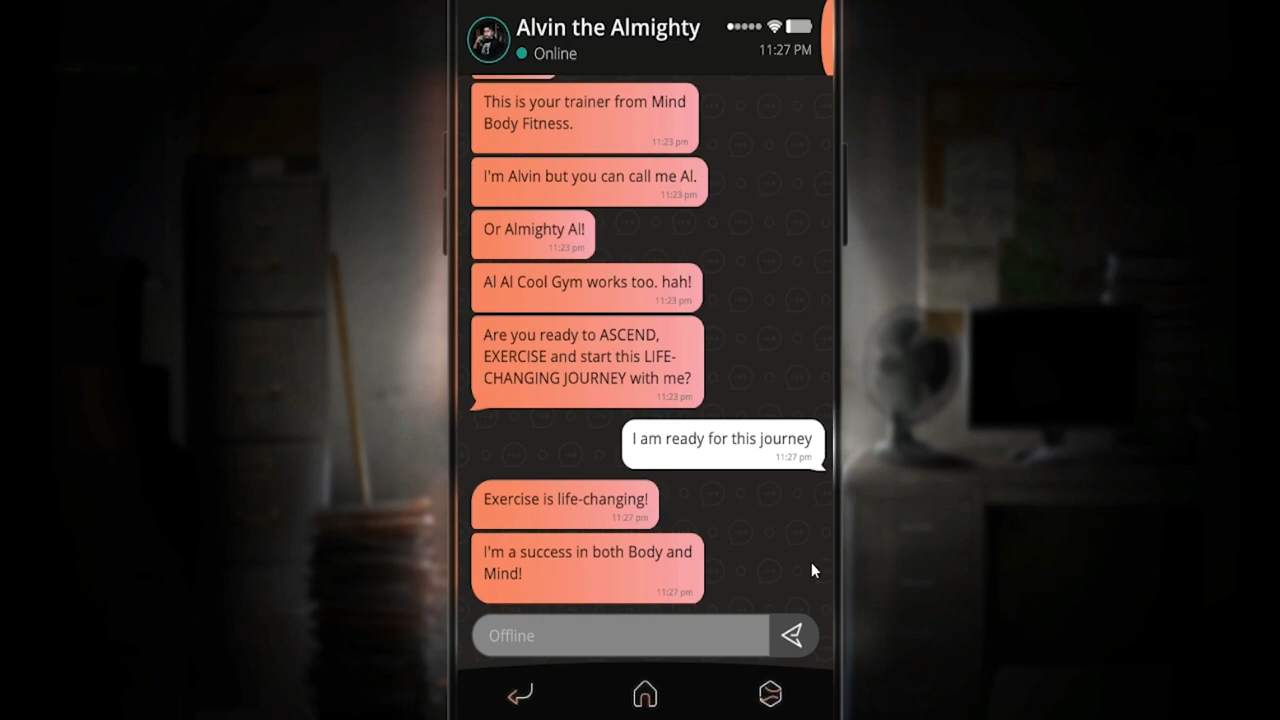 Alvin the Almighty
Online
11:27 PM
This is your trainer from Mind
Body Fitness.
11:23 pm
I'm Alvin but you can call me Al.
11:23 pm
Or Almighty Al!
11:23 pm
Al Al Cool Gym works too. hah!
11:23 pm
Are you ready to ASCEND,
EXERCISE and start this LIFE-
CHANGING JOURNEY with me?
11:23 pm
I am ready for this journey
11:27 pm
Exercise is life-changing!
11:27 pm
I'm a success in both Body and
Mind!
11:27 pm
Offline